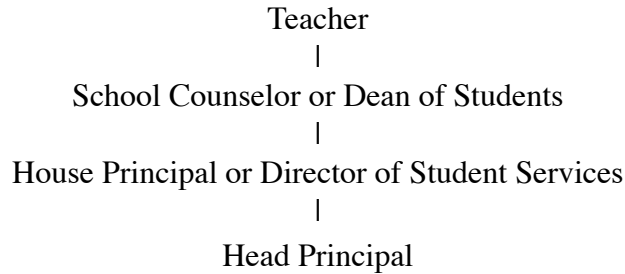 Teacher
|
School Counselor or Dean of Students
|
House Principal or Director of Student Services
|
Head Principal